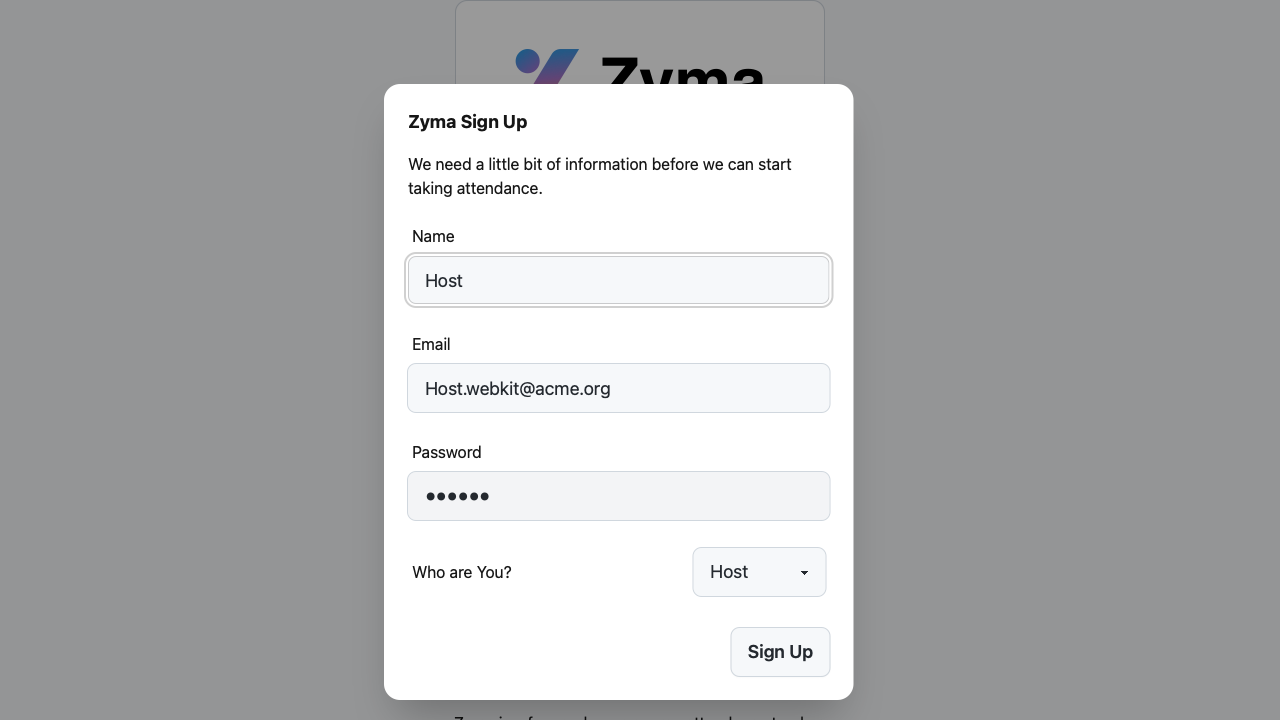 Zyma
Zyma Sign Up
We need a little bit of information before we can start
taking attendance.
Name
Host
Email
Host.webkit@acme.org
Password
••••••
Who are You?
Host
Sign Up